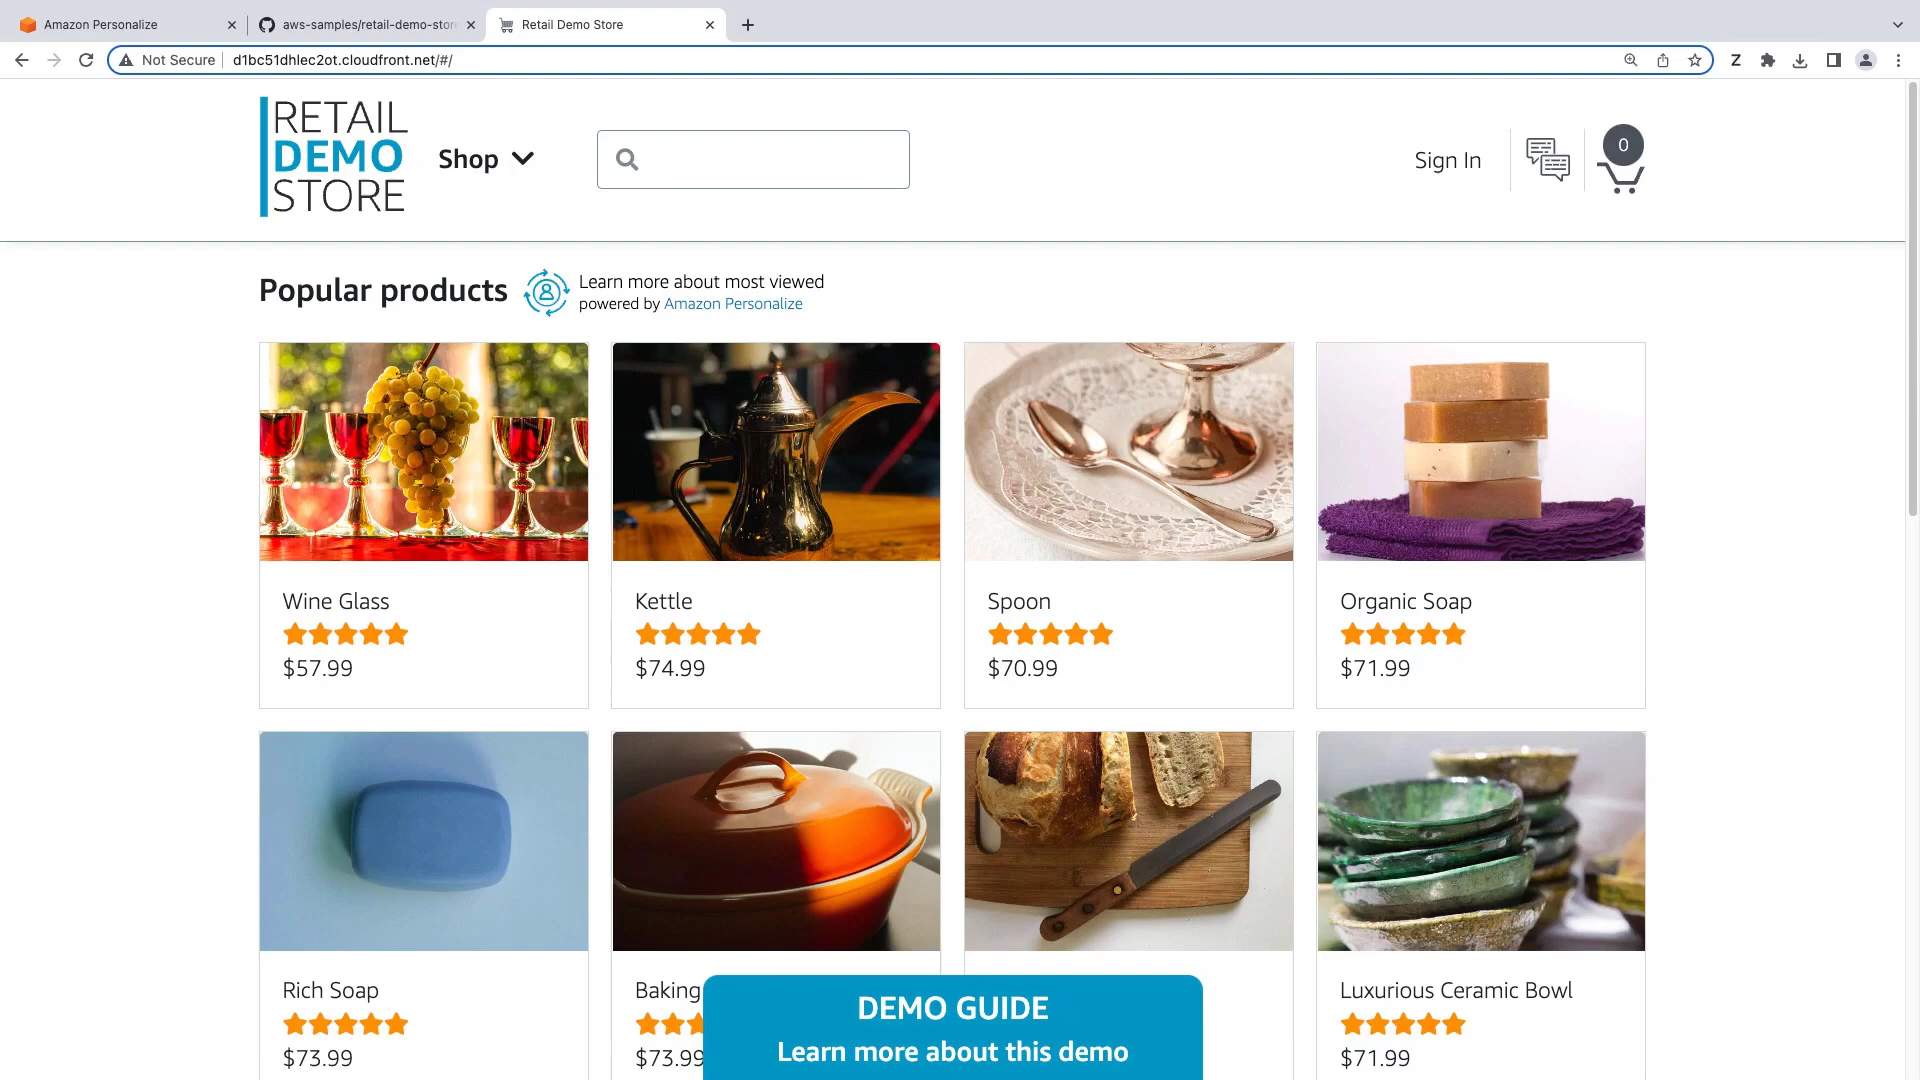 Amazon Personalize
aws-samples/retail-demo-stor
Retail Demo Store
Not Secure
d1bc51dhlec2ot.cloudfront.net/#/
Z
RETAIL
DEMO
STORE
Shop
Sign In
0
Popular products
Learn more about most viewed
powered by Amazon Personalize
Wine Glass
$57.99
Kettle
$74.99
Spoon
$70.99
Organic Soap
$71.99
Rich Soap
$73.99
Baking
$73.99
Luxurious Ceramic Bowl
$71.99
DEMO GUIDE
Learn more about this demo